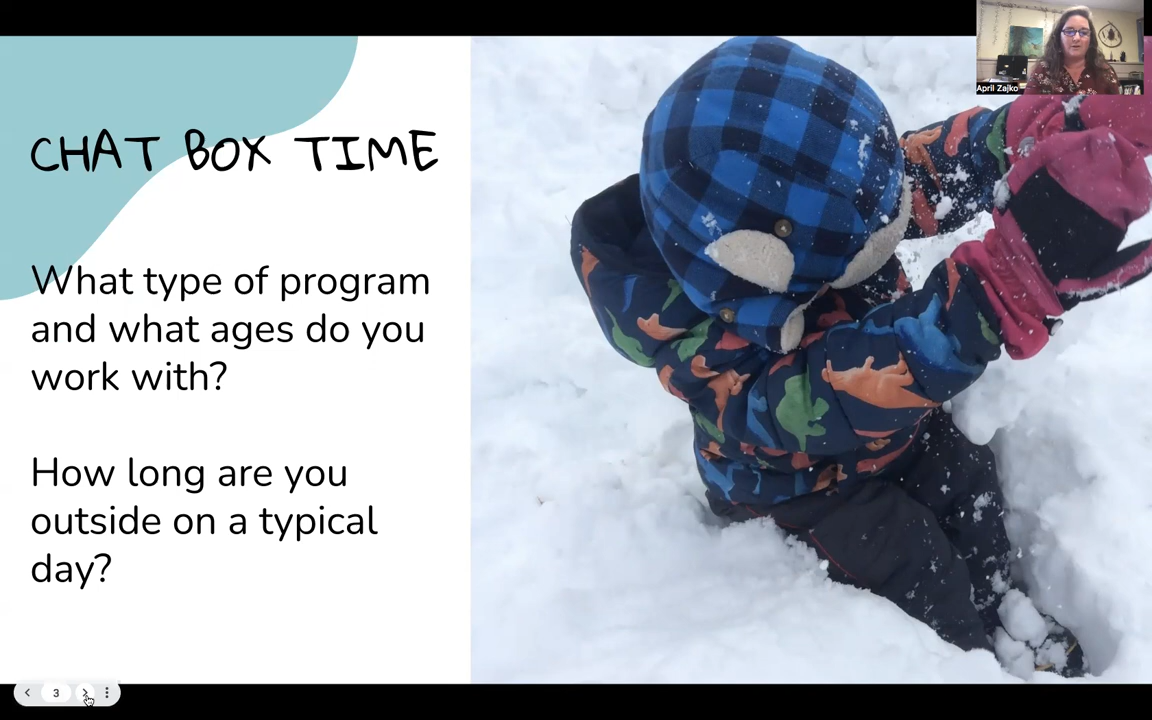 CHAT BOX TIME
What type of program
and what ages do you
work with?
How long are you
outside on a typical
day?
April Zajko
3